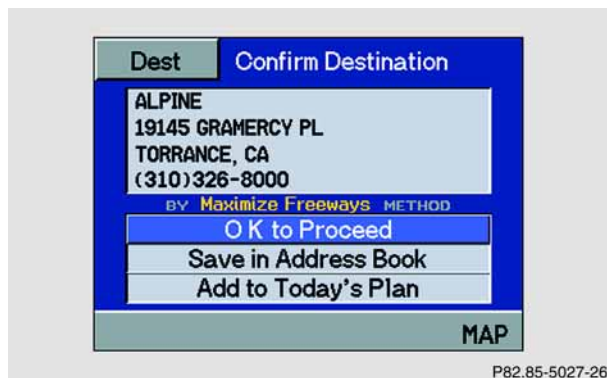 Dest Confirm Destination
ALPINE
19145 GRAMERCY PL
TORRANCE, CA
(310)326-8000
BY Maximize Freeways METHOD
OK to Proceed
Save in Address Book
Add to Today's Plan
MAP
P82.85-5027-26